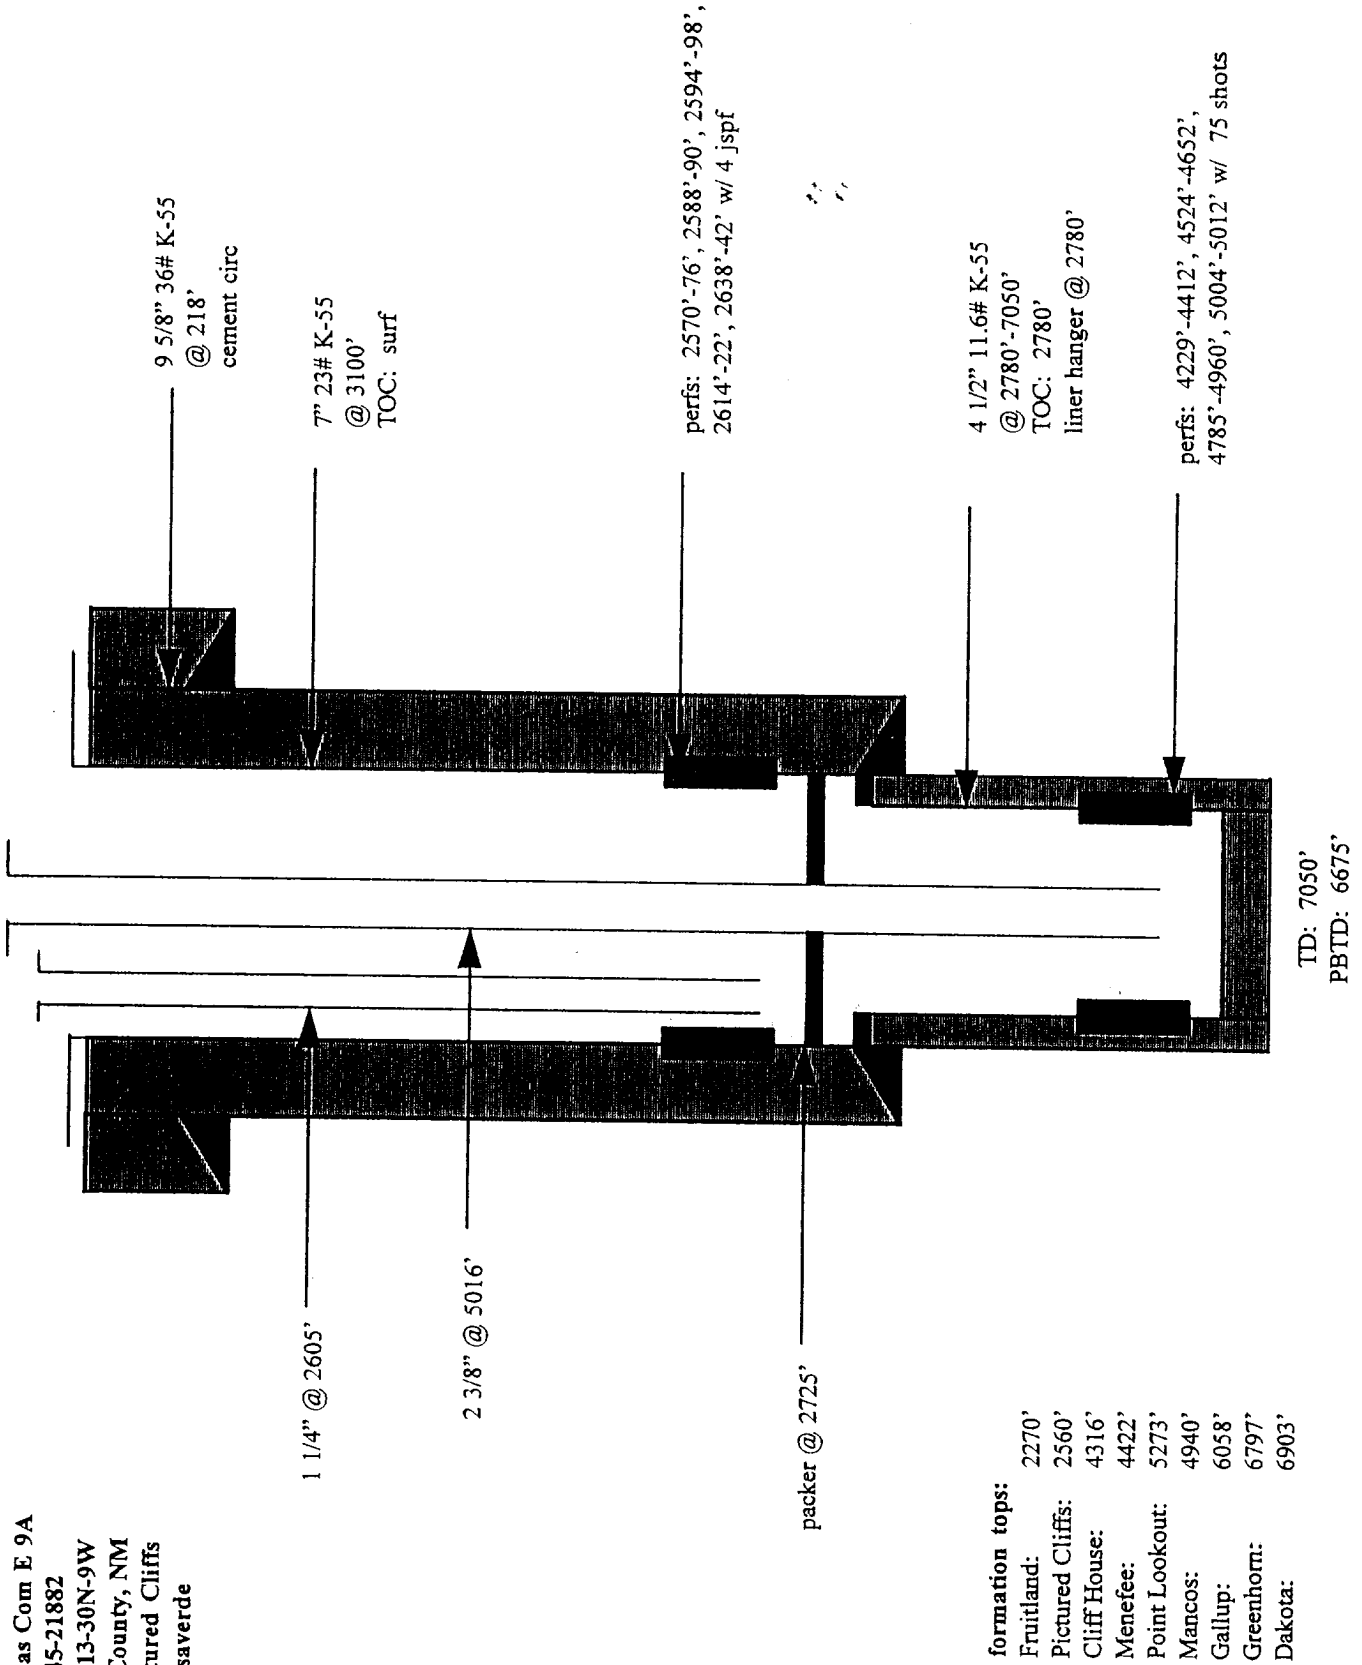 as Com E 9A
45-21882
13-30N-9W
County, NM
tured Cliffs
saverde
9 5/8” 36# K-55
@ 218’
cement circ
7” 23# K-55
@ 3100’
TOC: surf
1 1/4” @ 2605’
2 3/8” @ 5016’
perfs: 2570’-76’, 2588’-90’, 2594’-98’,
2614’-22’, 2638’-42’ w/ 4 jspf
packer @ 2725’
4 1/2” 11.6# K-55
@ 2780’-7050’
TOC: 2780’
liner hanger @ 2780’
perfs: 4229’-4412’, 4524’-4652’,
4785’-4960’, 5004’-5012’ w/ 75 shots
formation tops:
Fruitland: 2270’
Pictured Cliffs: 2560’
Cliff House: 4316’
Menefee: 4422’
Point Lookout: 5273’
Mancos: 4940’
Gallup: 6058’
Greenhorn: 6797’
Dakota: 6903’
TD: 7050’
PBTD: 6675’